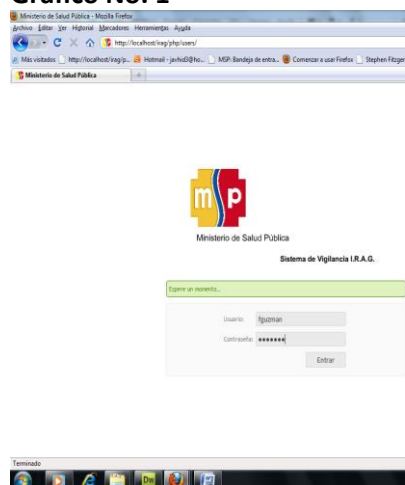 Gráfico No. 1
Ministerio de Salud Pública - Mozilla Firefox
Archivo Editar Ver Historial Marcadores Herramientas Ayuda
http://localhost/irag/php/users/
Más visitados http://localhost/irag/p... Hotmail - javhid3@ho... MSP: Bandeja de entra... Comenzar a usar Firefox Stephen Fitzger
Ministerio de Salud Pública
msp
Ministerio de Salud Pública
Sistema de Vigilancia I.R.A.G.
Espere un momento...
Usuario: fguzman
Contraseña:
Entrar
Terminado
Dw